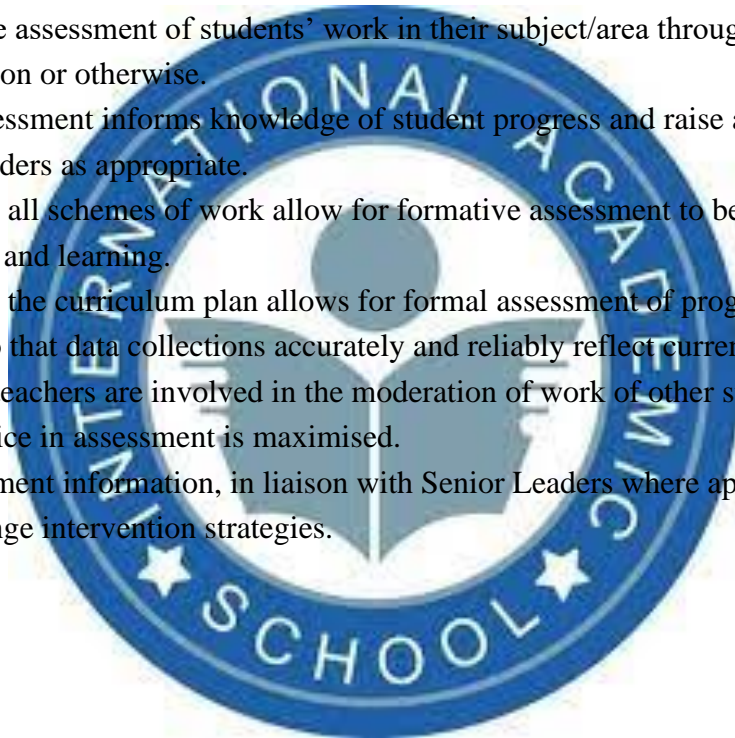 e assessment of students’ work in their subject/area throug
on or otherwise.
essment informs knowledge of student progress and raise a
ders as appropriate.
all schemes of work allow for formative assessment to be
and learning.
the curriculum plan allows for formal assessment of prog
that data collections accurately and reliably reflect curren
eachers are involved in the moderation of work of other s
ice in assessment is maximised.
ment information, in liaison with Senior Leaders where ap
nge intervention strategies.
INTERNATIONAL ACADEMIC
SCHOOL